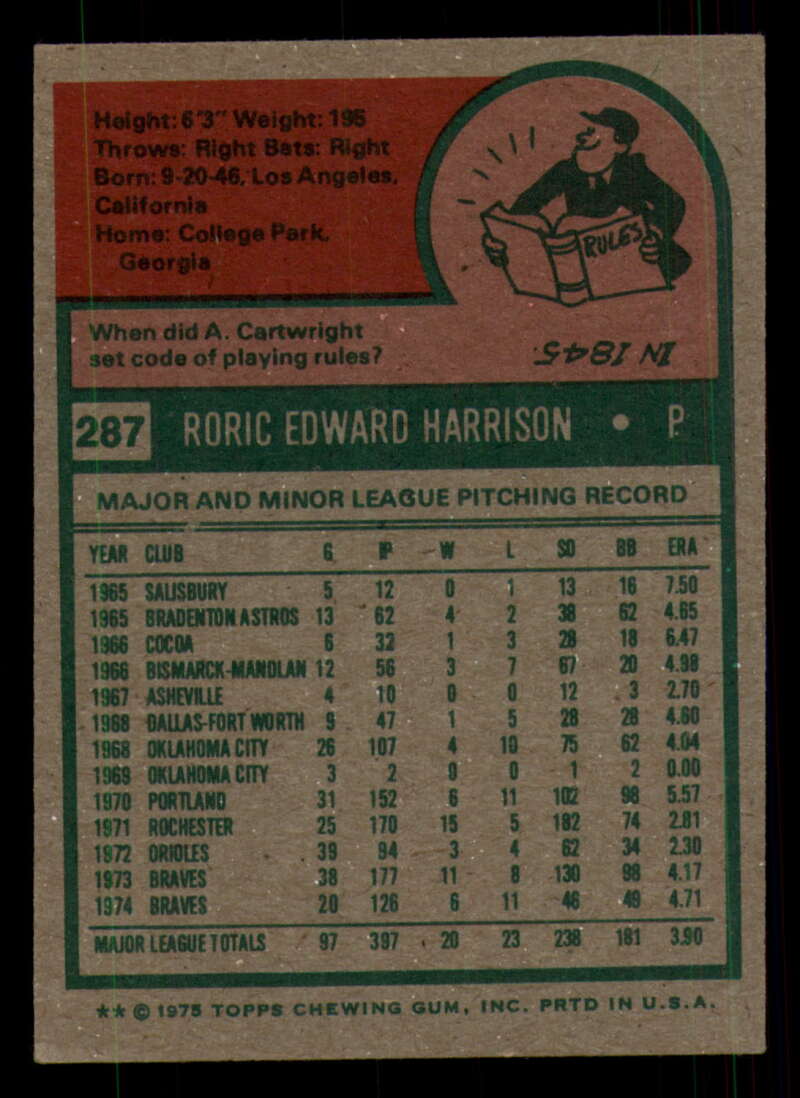 Height: 6'3" Weight: 195
Throws: Right Bats: Right
Born: 9-20-46, Los Angeles,
California
Home: College Park,
Georgia
RULES
When did A. Cartwright
set code of playing rules?
IN 1845.
287 RORIC EDWARD HARRISON • P
MAJOR AND MINOR LEAGUE PITCHING RECORD
YEAR CLUB G IP W L SO BB ERA
1965 SALISBURY 5 12 0 1 13 16 7.50
1965 BRADENTON ASTROS 13 62 4 2 38 62 4.65
1966 COCOA 6 32 1 3 28 18 6.47
1966 BISMARCK-MANDLAN 12 56 3 7 67 20 4.98
1967 ASHEVILLE 4 10 0 0 12 3 2.70
1968 DALLAS-FORT WORTH 9 47 1 5 28 28 4.60
1968 OKLAHOMA CITY 26 107 4 10 75 62 4.04
1969 OKLAHOMA CITY 3 2 0 0 1 2 0.00
1970 PORTLAND 31 152 6 11 102 98 5.57
1971 ROCHESTER 25 170 15 5 182 74 2.81
1972 ORIOLES 39 94 3 4 62 34 2.30
1973 BRAVES 38 177 11 8 130 98 4.17
1974 BRAVES 20 126 6 11 46 49 4.71
MAJOR LEAGUE TOTALS 97 397 20 23 238 181 3.90
** © 1975 TOPPS CHEWING GUM, INC. PRTD IN U.S.A.